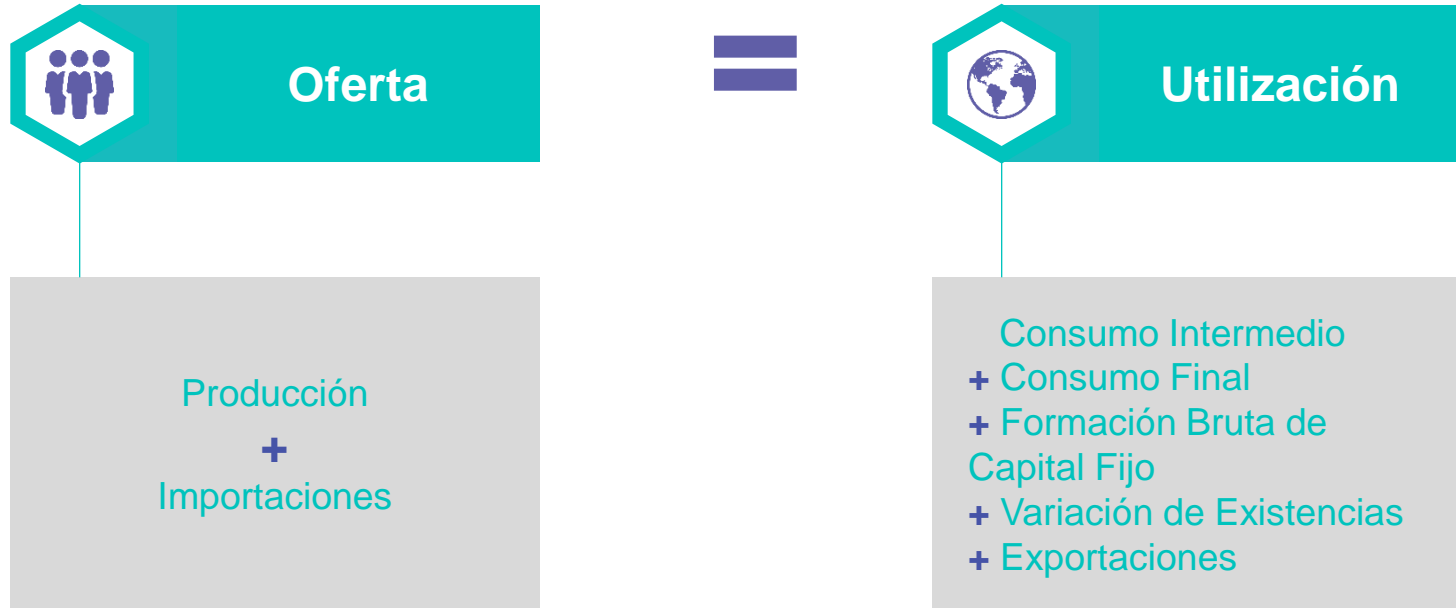 Oferta
=
Utilización
Producción
+
Importaciones
Consumo Intermedio
+ Consumo Final
+ Formación Bruta de
Capital Fijo
+ Variación de Existencias
+ Exportaciones